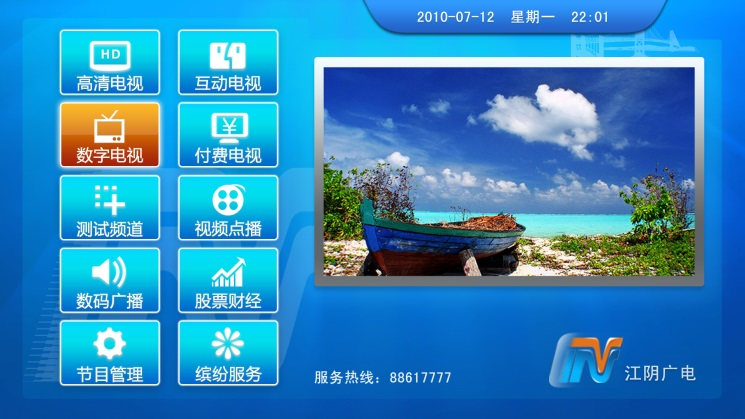 2010-07-12 星期一 22:01
HD
高清电视
互动电视
数字电视
¥
付费电视
测试频道
视频点播
数码广播
股票财经
节目管理
缤纷服务
服务热线：88617777
江阴广电